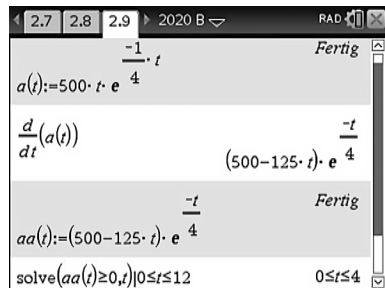 2.7 2.8 2.9 2020 B RAD
a(t):=500·t·e^(-1/4·t) Fertig
d/dt(a(t)) (500−125·t)·e^(-t/4)
aa(t):=(500−125·t)·e^(-t/4) Fertig
solve(aa(t)≥0,t)|0≤t≤12 0≤t≤4